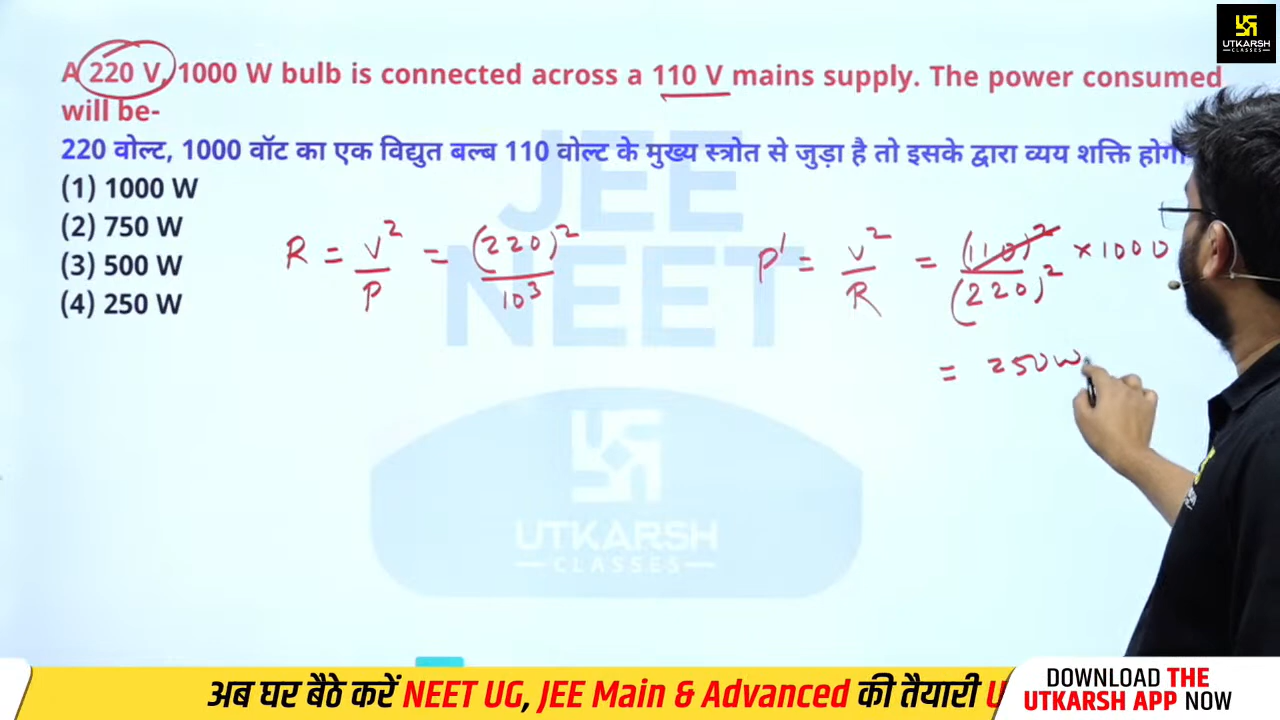 UTKARSH
CLASSES
A 220 V, 1000 W bulb is connected across a 110 V mains supply. The power consumed
will be-
220 वोल्ट, 1000 वॉट का एक विद्युत बल्ब 110 वोल्ट के मुख्य स्त्रोत से जुड़ा है तो इसके द्वारा व्यय शक्ति होगी
(1) 1000 W
(2) 750 W
(3) 500 W
(4) 250 W
R = V² / P = (220)² / 10³
P' = V² / R = (110)² / (220)² × 1000
= 250W
JEE
NEET
UTKARSH
CLASSES
अब घर बैठे करें NEET UG, JEE Main & Advanced की तैयारी U
DOWNLOAD THE
UTKARSH APP NOW